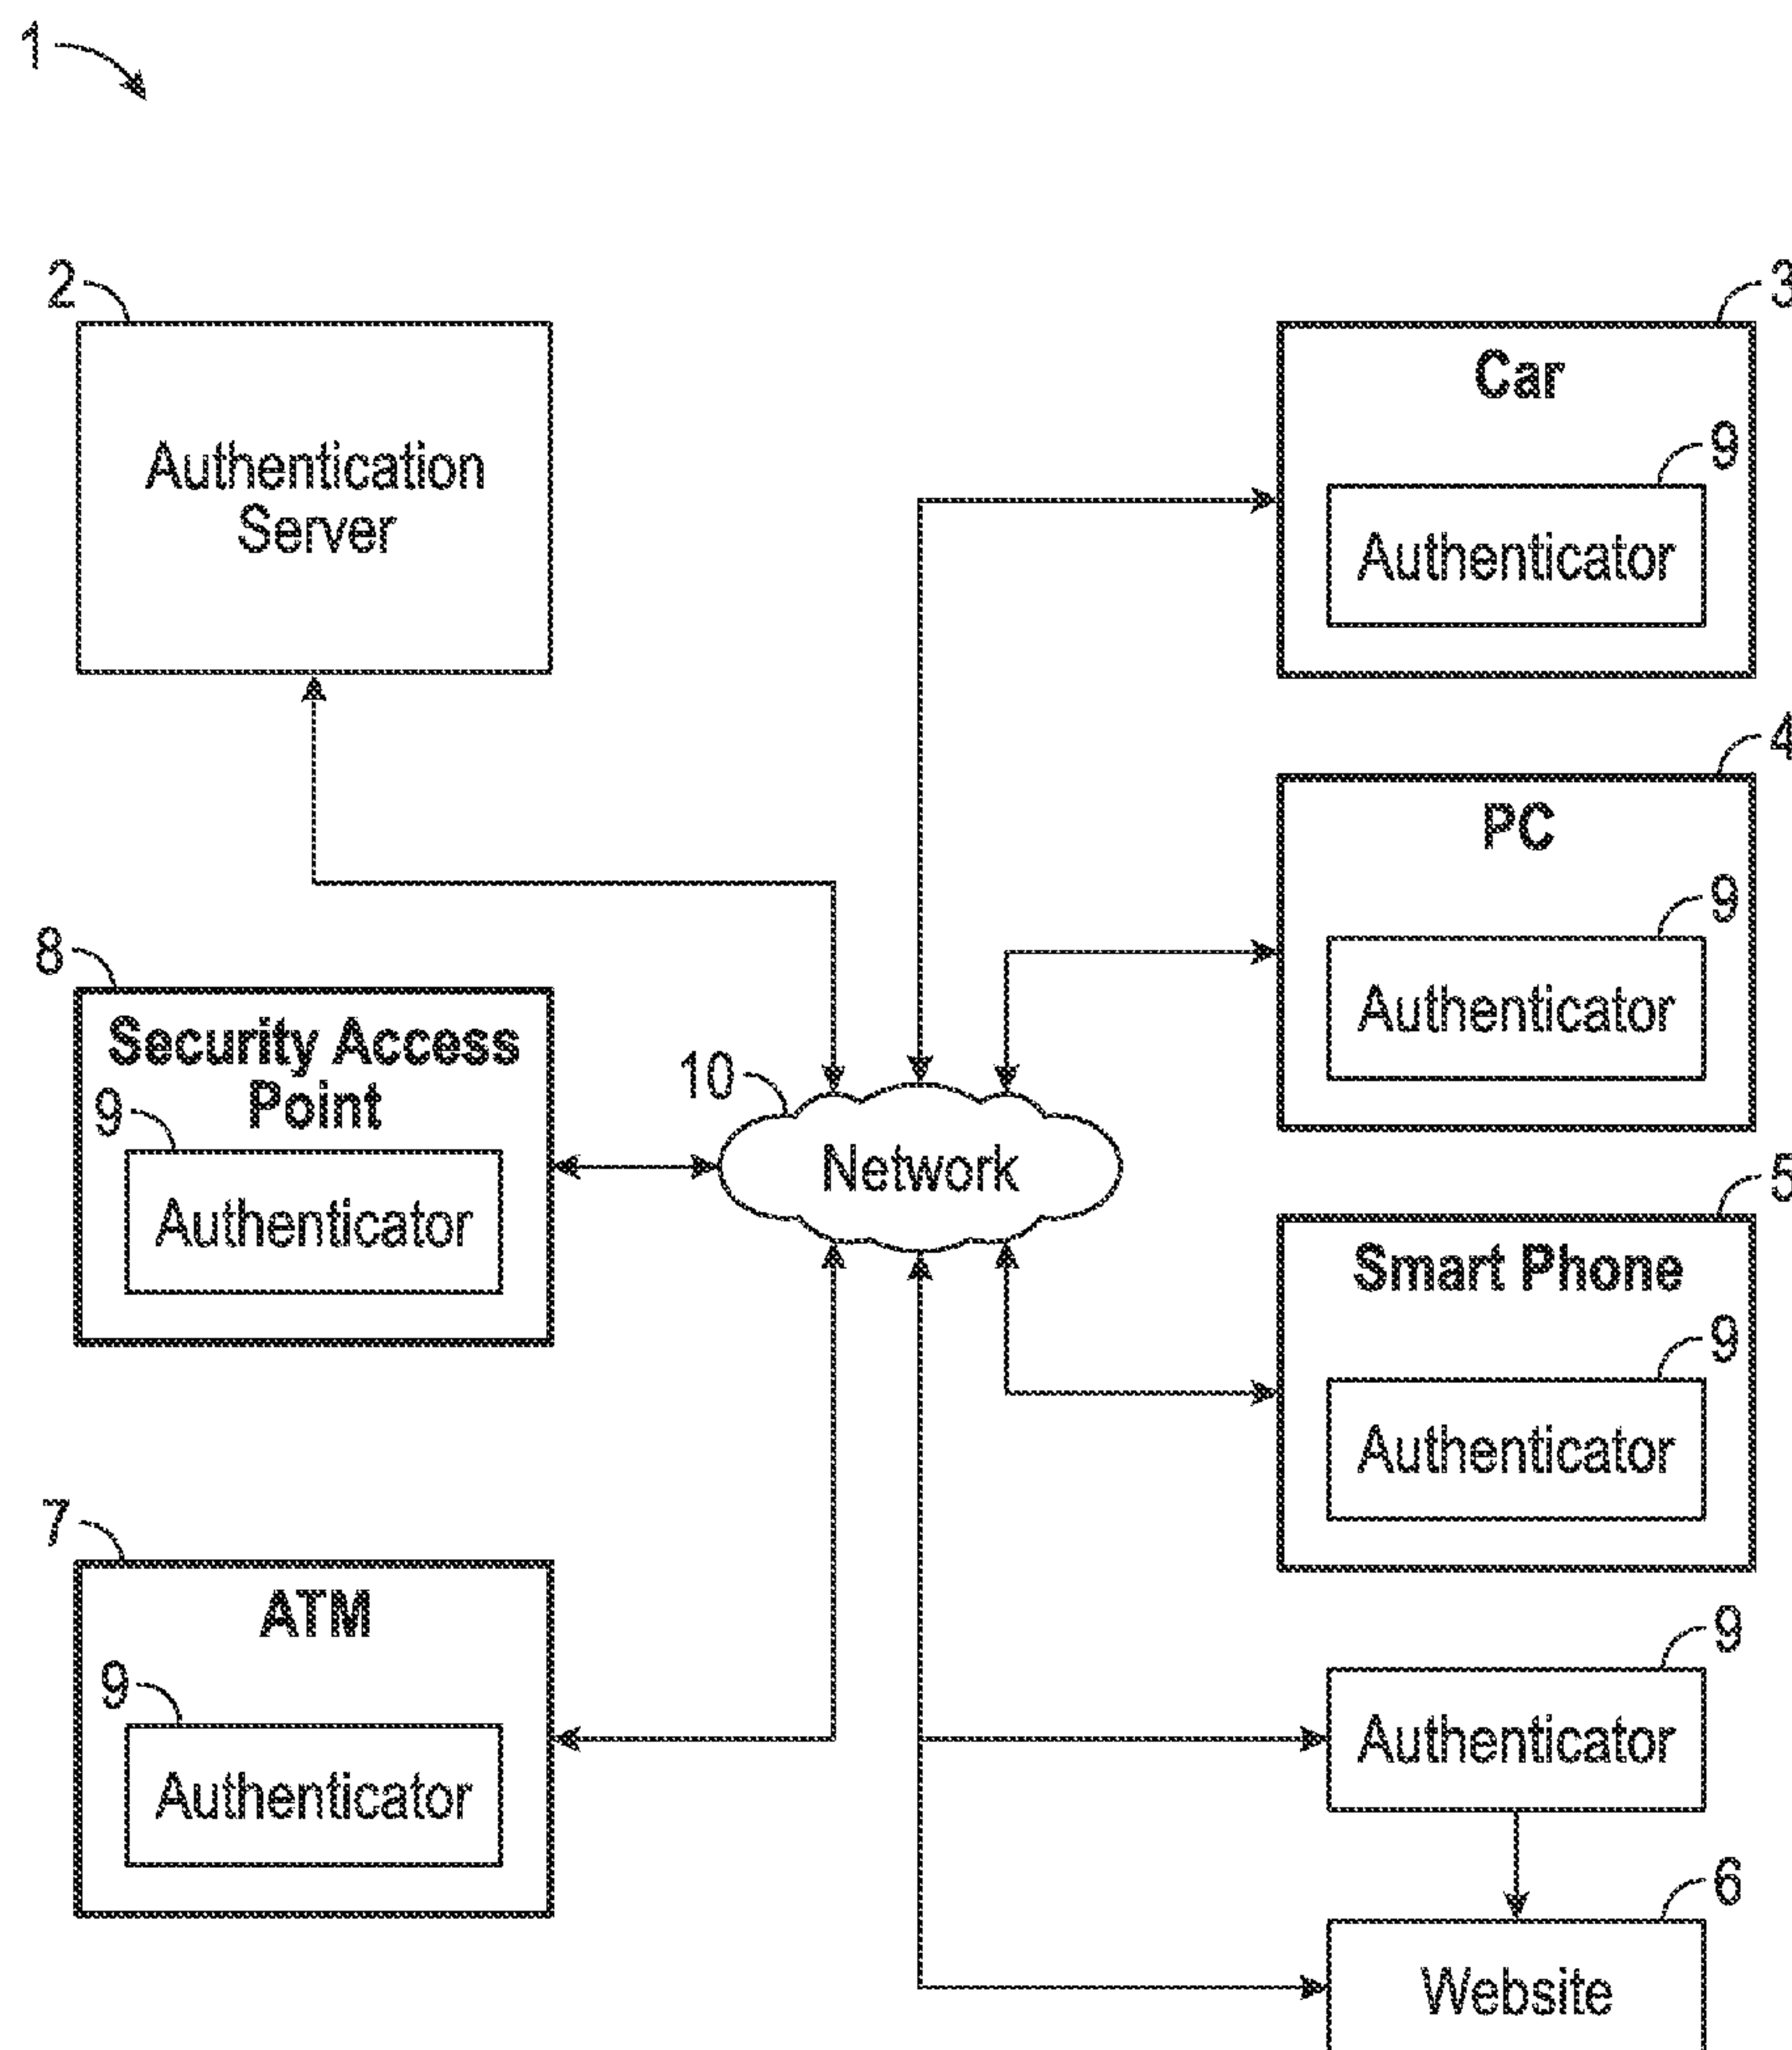 1
2
Authentication
Server
3
Car
9
Authenticator
4
PC
9
Authenticator
8
Security Access
Point
9
Authenticator
10
Network
5
Smart Phone
9
Authenticator
7
ATM
9
Authenticator
9
Authenticator
6
Website